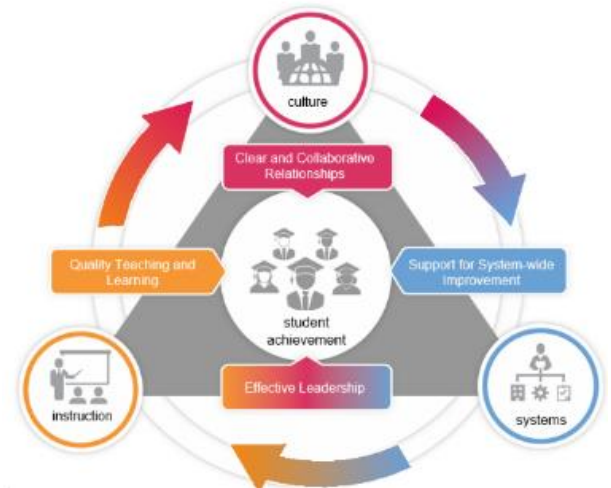 culture
Clear and Collaborative
Relationships
Quality Teaching and
Learning
Support for System-wide
Improvement
student
achievement
Effective Leadership
instruction
systems